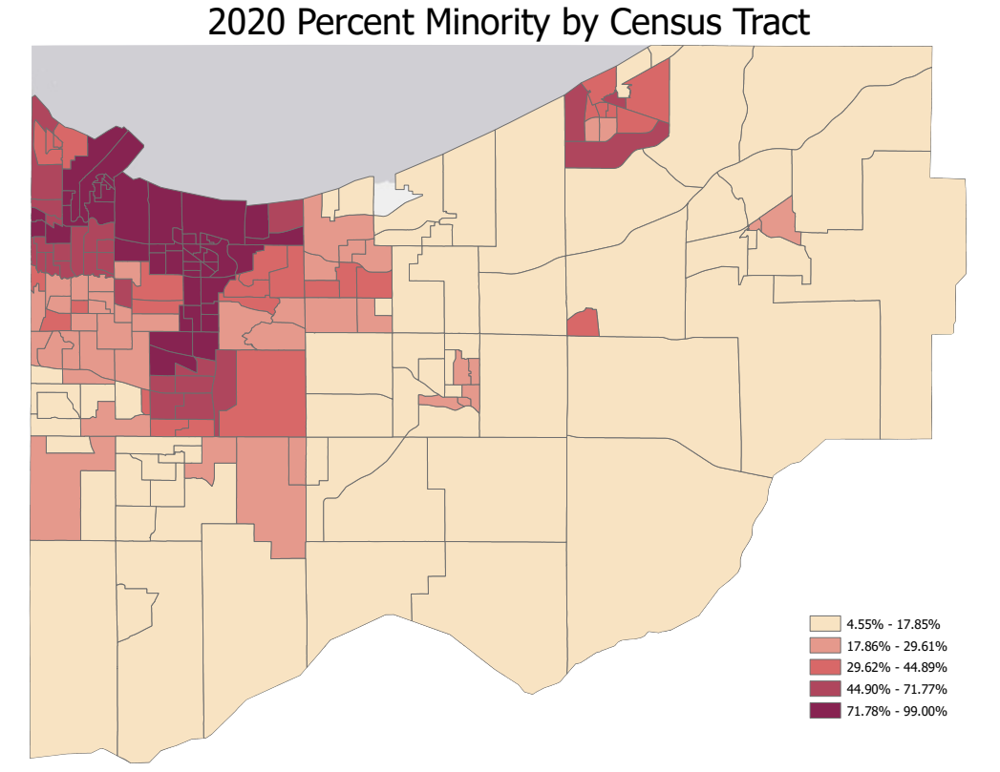 2020 Percent Minority by Census Tract
4.55% - 17.85%
17.86% - 29.61%
29.62% - 44.89%
44.90% - 71.77%
71.78% - 99.00%